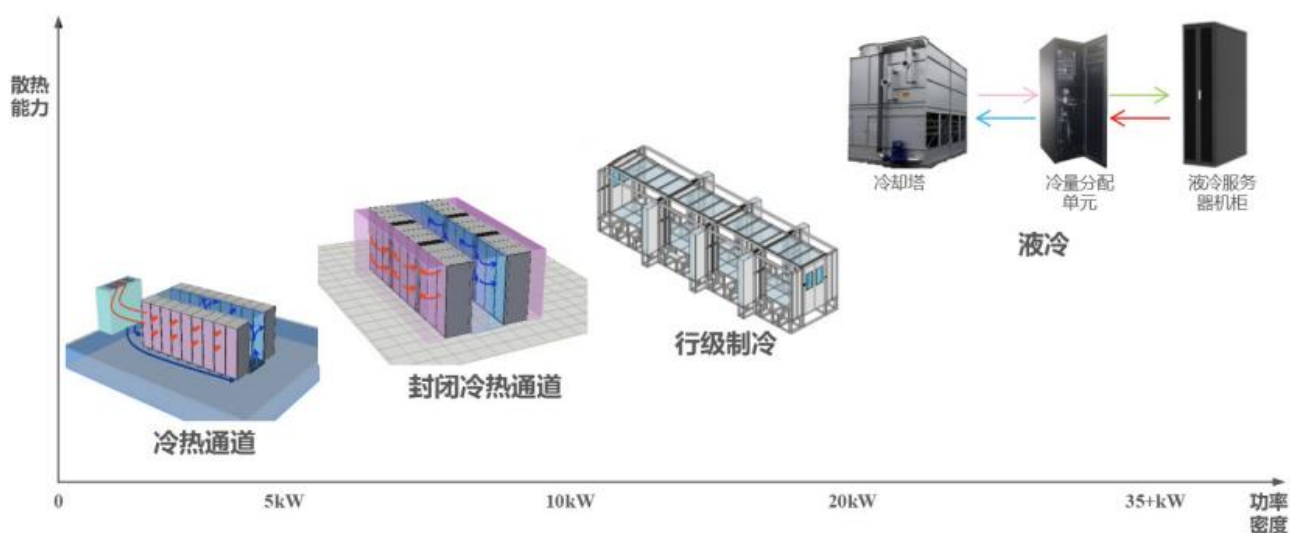 散热
能力
冷却塔
冷量分配
单元
液冷服务
器机柜
液冷
行级制冷
封闭冷热通道
冷热通道
0
5kW
10kW
20kW
35+kW
功率
密度